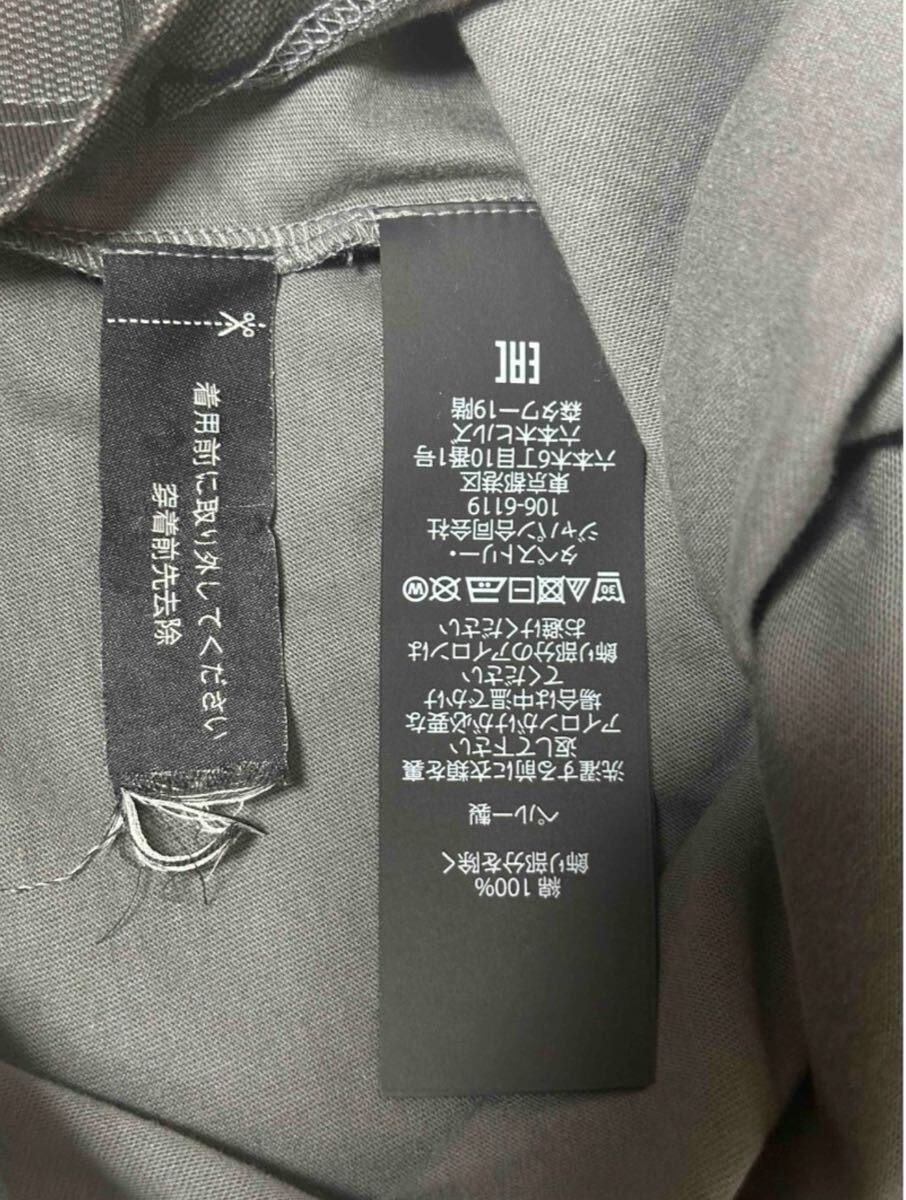 着用前に取り外してください
穿着前先去除
綿 100%
飾り部分を除く
ペルー製
洗濯する前に衣類を裏
返して下さい
アイロンがけが必要な
場合は中温でかけ
てください
飾り部分のアイロンは
お避けください
30
W
タペストリー・
ジャパン合同会社
106-6119
東京都港区
六本木6丁目10番1号
六本木ヒルズ
森タワー19階
EAC